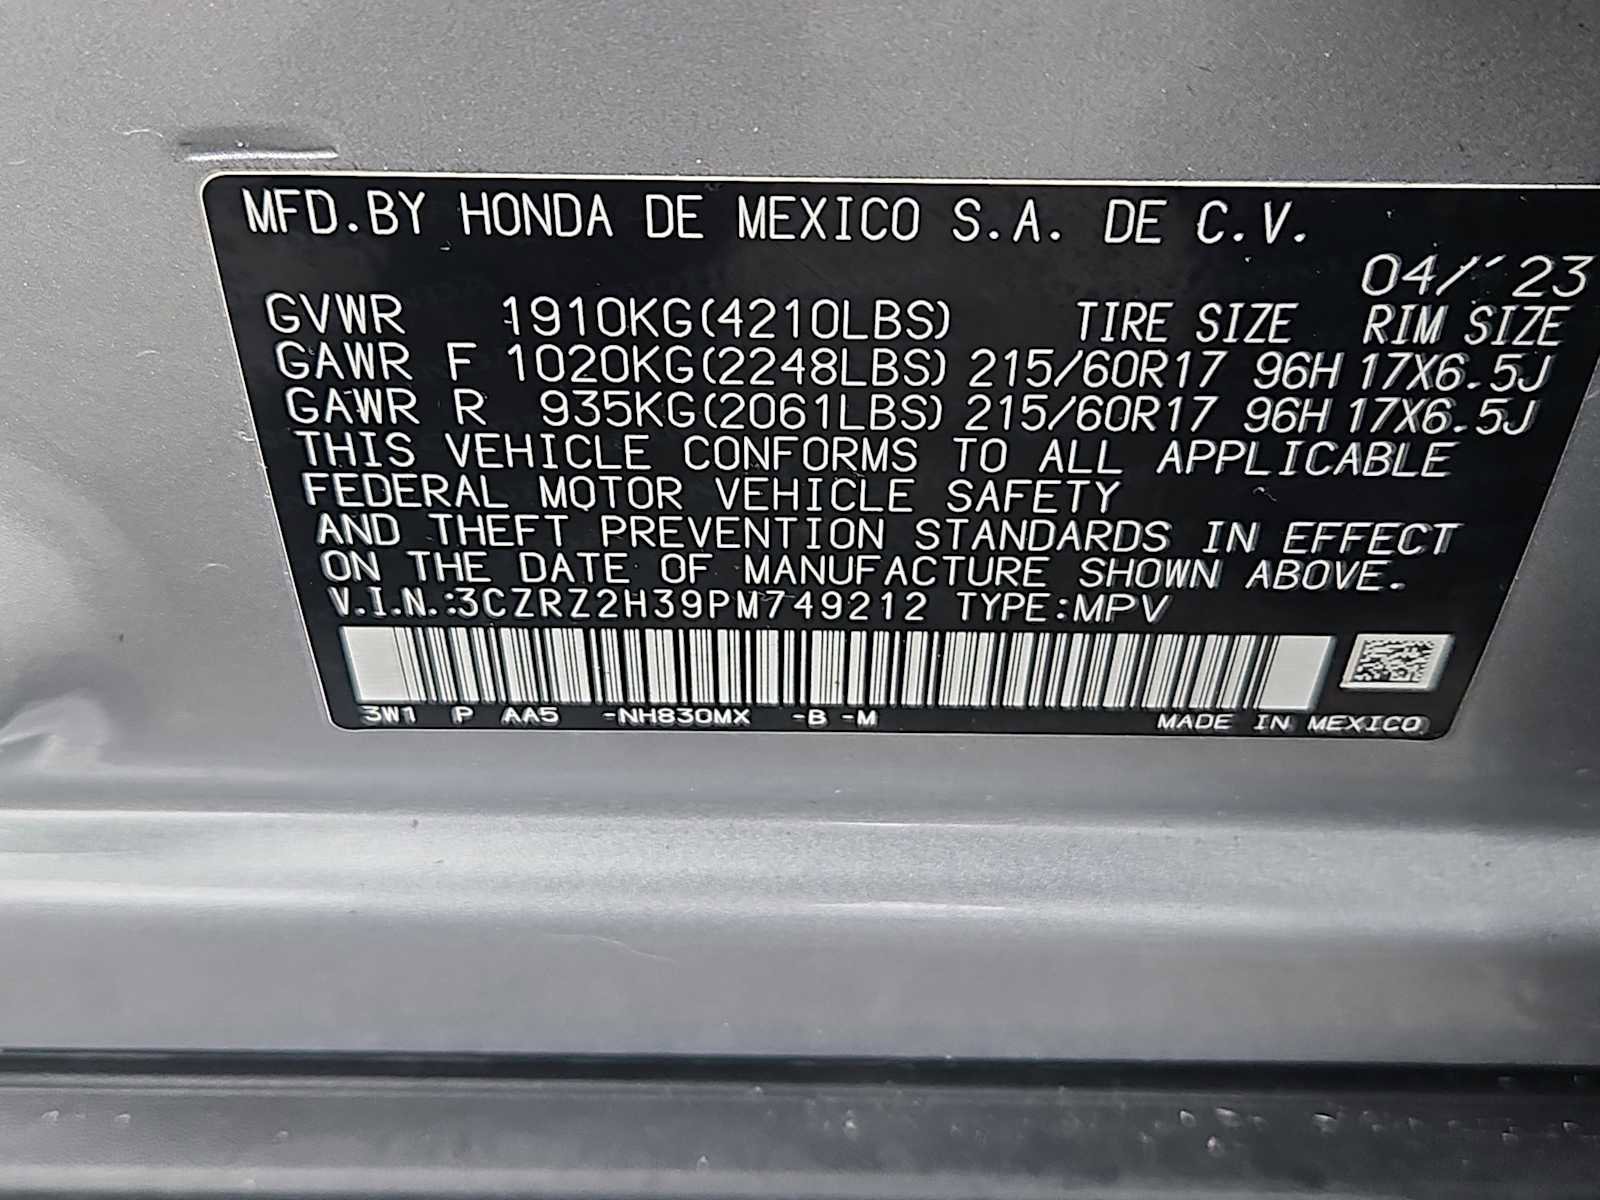 MFD.BY HONDA DE MEXICO S.A. DE C.V.
04/'23
GVWR 1910KG(4210LBS) TIRE SIZE RIM SIZE
GAWR F 1020KG(2248LBS) 215/60R17 96H 17X6.5J
GAWR R 935KG(2061LBS) 215/60R17 96H 17X6.5J
THIS VEHICLE CONFORMS TO ALL APPLICABLE
FEDERAL MOTOR VEHICLE SAFETY
AND THEFT PREVENTION STANDARDS IN EFFECT
ON THE DATE OF MANUFACTURE SHOWN ABOVE.
V.I.N.:3CZRZ2H39PM749212 TYPE:MPV
3W1 P AA5 -NH830MX -B -M MADE IN MEXICO